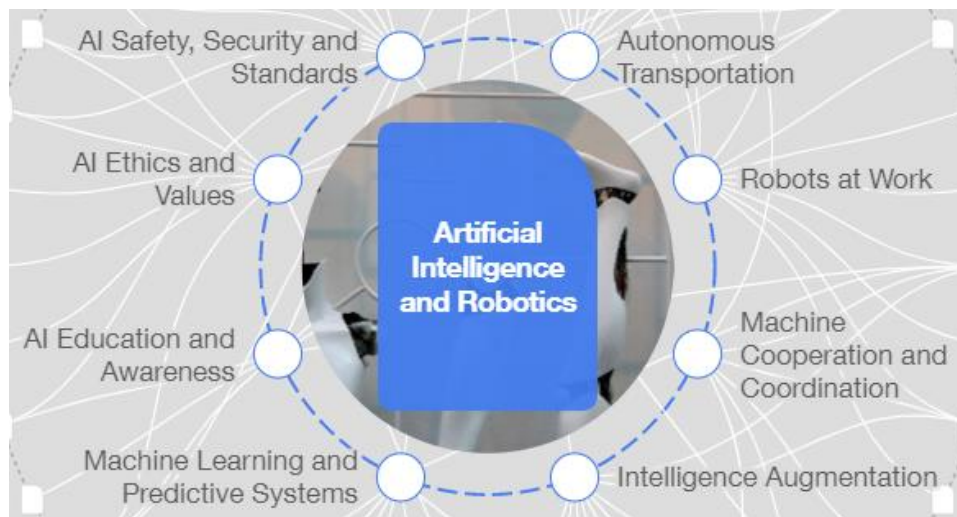 AI Safety, Security and
Standards
Autonomous
Transportation
AI Ethics and
Values
Robots at Work
Artificial
Intelligence
and Robotics
AI Education and
Awareness
Machine
Cooperation and
Coordination
Machine Learning and
Predictive Systems
Intelligence Augmentation